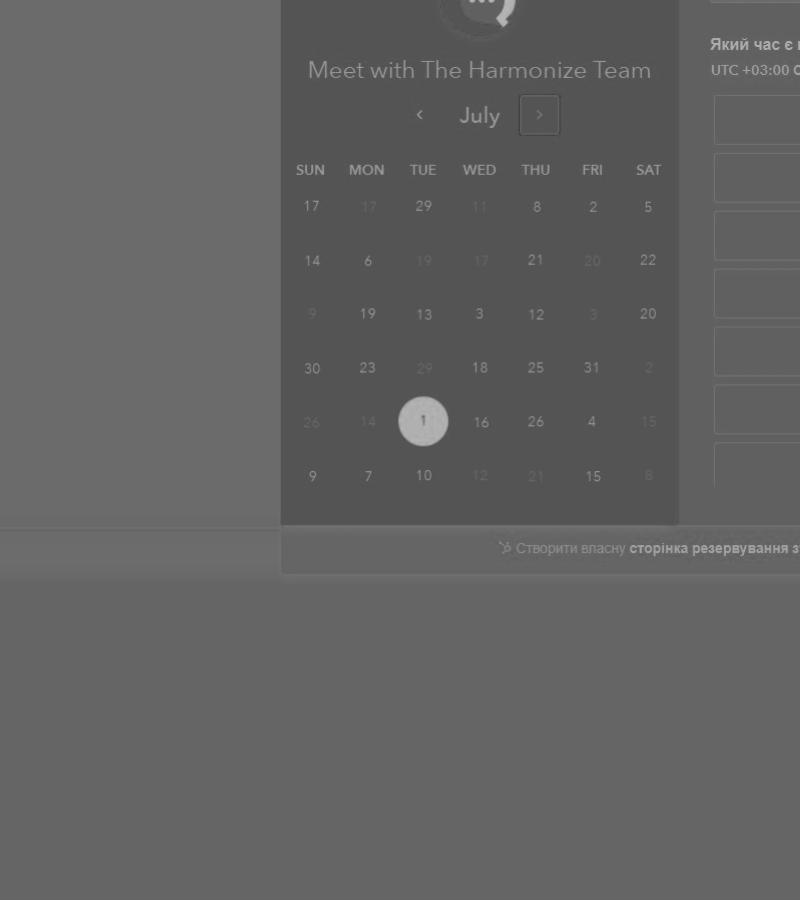 Meet with The Harmonize Team
‹ July ›
SUN MON TUE WED THU FRI SAT
17 17 29 11 8 2 5
14 6 19 17 21 20 22
9 19 13 3 12 3 20
30 23 29 18 25 31 2
26 14 1 16 26 4 15
9 7 10 12 21 15 8
Який час є
UTC +03:00
Створити власну сторінка резервування